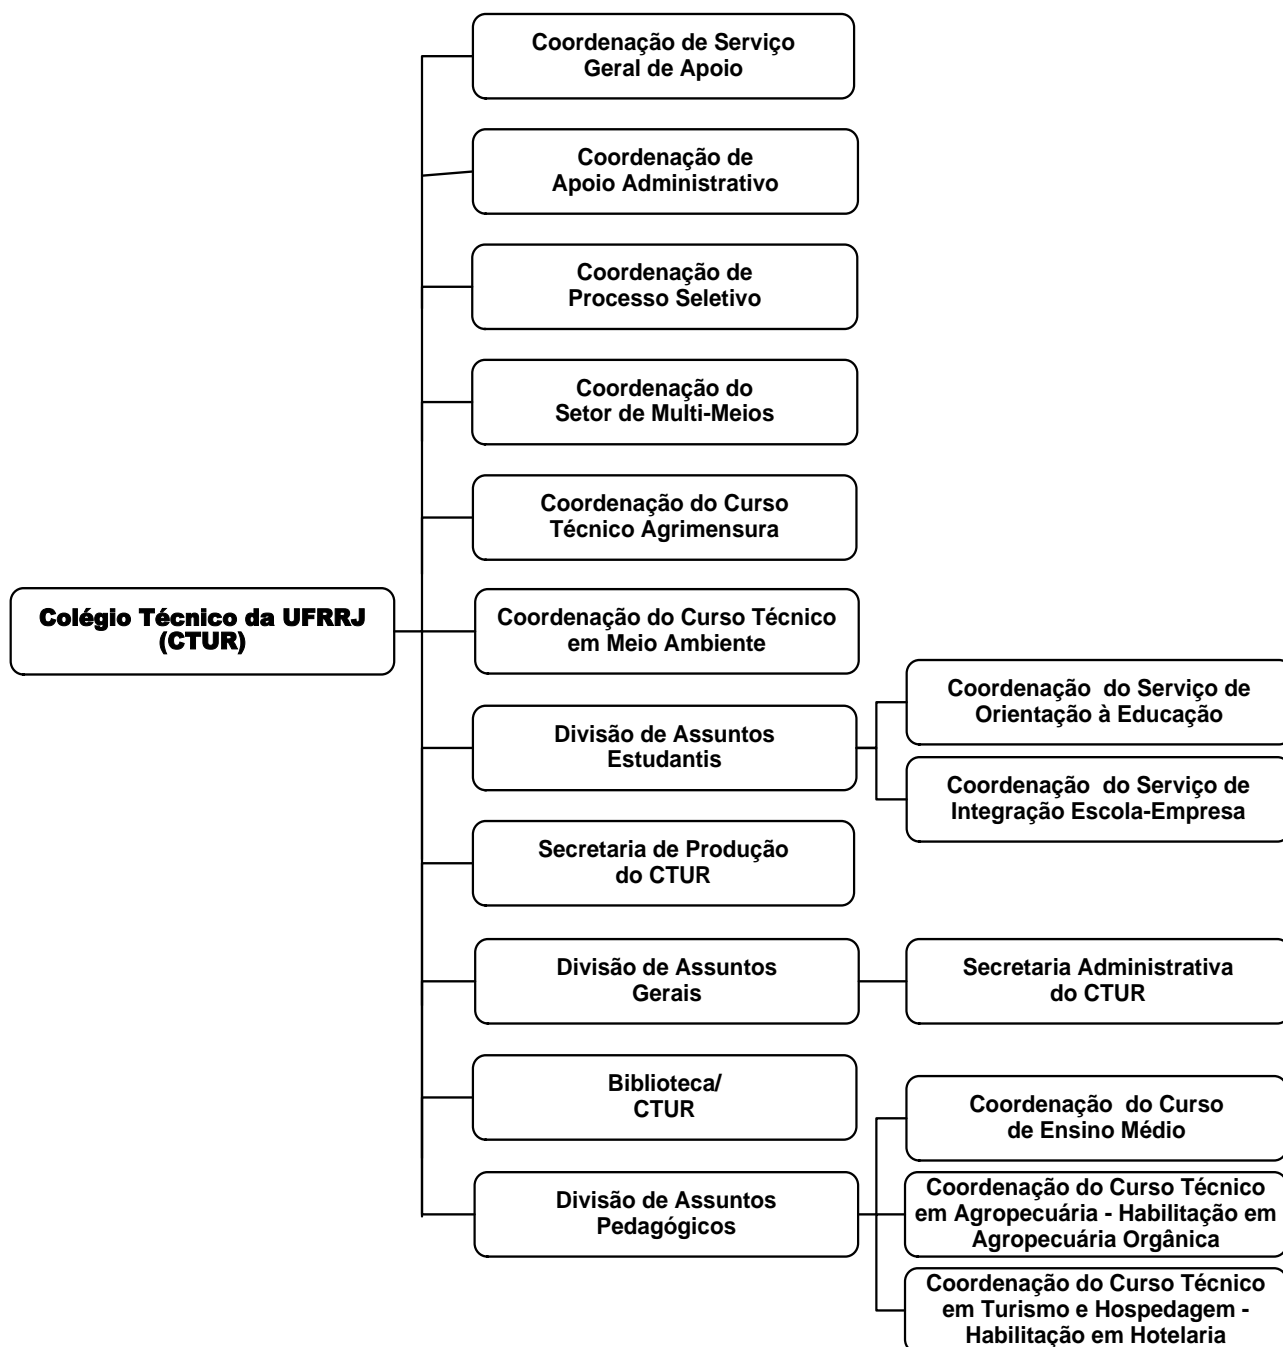 Coordenação de Serviço
Geral de Apoio
Coordenação de
Apoio Administrativo
Coordenação de
Processo Seletivo
Coordenação do
Setor de Multi-Meios
Coordenação do Curso
Técnico Agrimensura
Colégio Técnico da UFRRJ
(CTUR)
Coordenação do Curso Técnico
em Meio Ambiente
Divisão de Assuntos
Estudantis
Coordenação  do Serviço de
Orientação à Educação
Coordenação  do Serviço de
Integração Escola-Empresa
Secretaria de Produção
do CTUR
Divisão de Assuntos
Gerais
Secretaria Administrativa
do CTUR
Biblioteca/
CTUR
Divisão de Assuntos
Pedagógicos
Coordenação  do Curso
de Ensino Médio
Coordenação do Curso Técnico
em Agropecuária - Habilitação em
Agropecuária Orgânica
Coordenação do Curso Técnico
em Turismo e Hospedagem -
Habilitação em Hotelaria